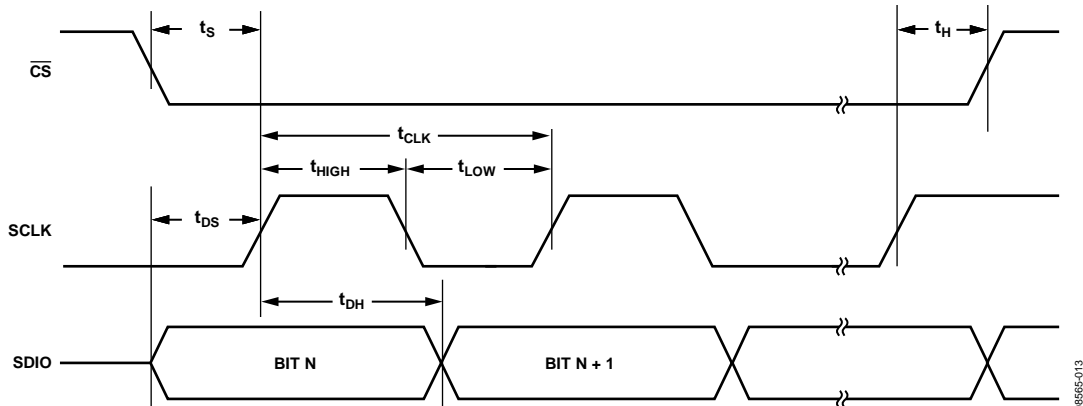 tS
tH
CS
tCLK
tHIGH
tLOW
tDS
SCLK
tDH
SDIO
BIT N
BIT N + 1
08565-013